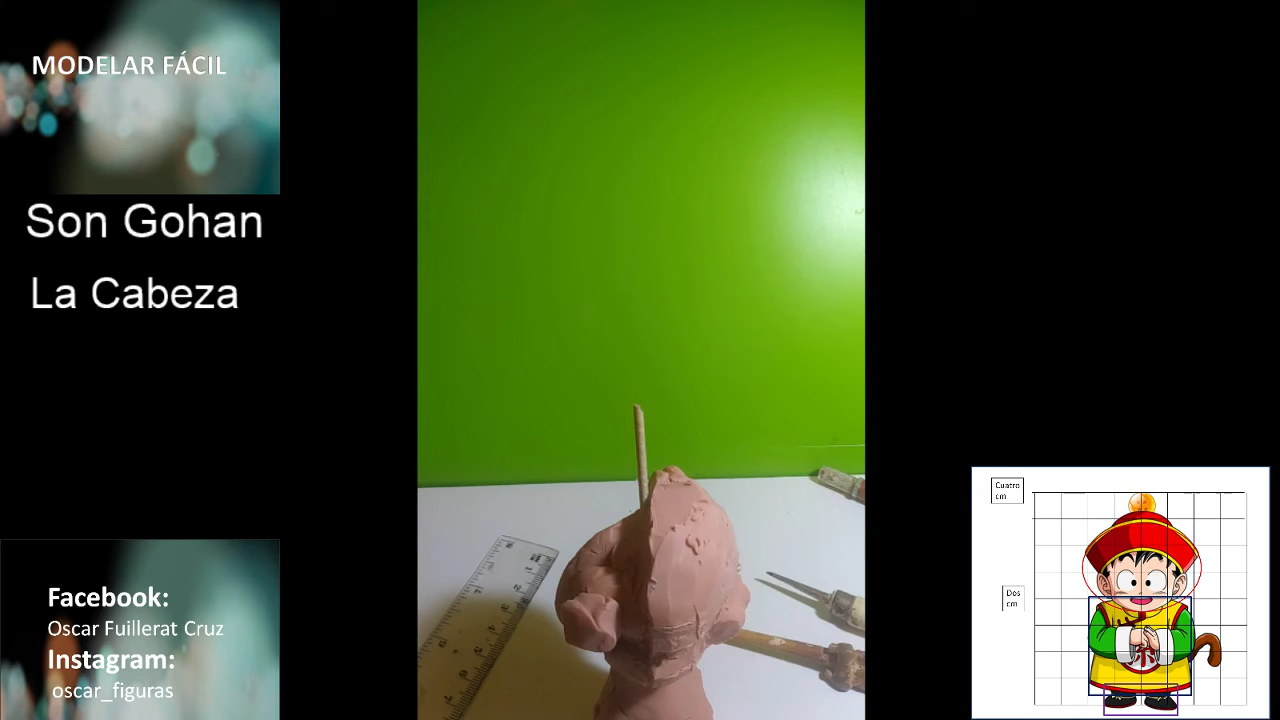 MODELAR FÁCIL
Son Gohan
La Cabeza
Facebook:
Oscar Fuillerat Cruz
Instagram:
oscar_figuras
Cuatro
cm
Dos
cm